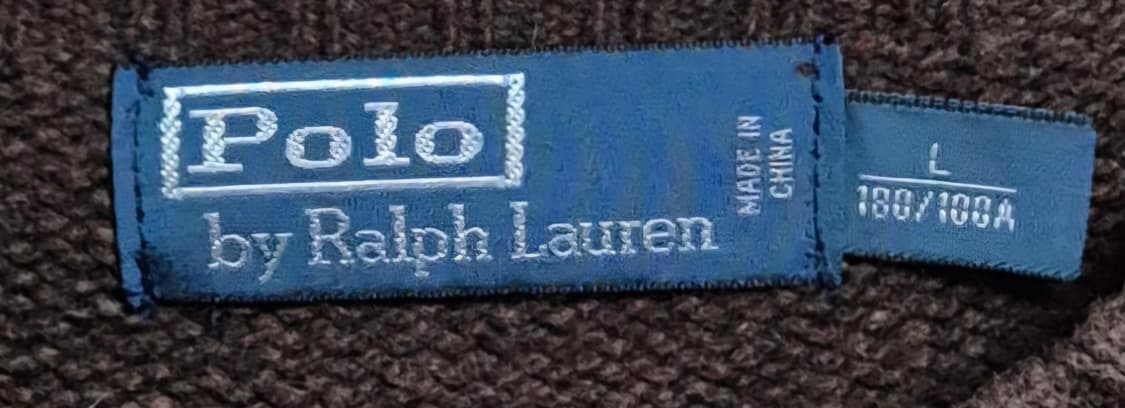 Polo
by Ralph Lauren
MADE IN
CHINA
L
180/100A